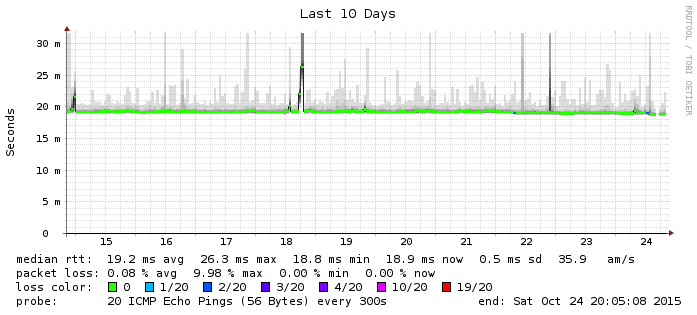 Last 10 Days
RRDTOOL / TOBI OETIKER
Seconds
30 m
25 m
20 m
15 m
10 m
5 m
0
15 16 17 18 19 20 21 22 23 24
median rtt: 19.2 ms avg 26.3 ms max 18.8 ms min 18.9 ms now 0.5 ms sd 35.9 am/s
packet loss: 0.08 % avg 9.98 % max 0.00 % min 0.00 % now
loss color: 0 1/20 2/20 3/20 4/20 10/20 19/20
probe: 20 ICMP Echo Pings (56 Bytes) every 300s end: Sat Oct 24 20:05:08 2015